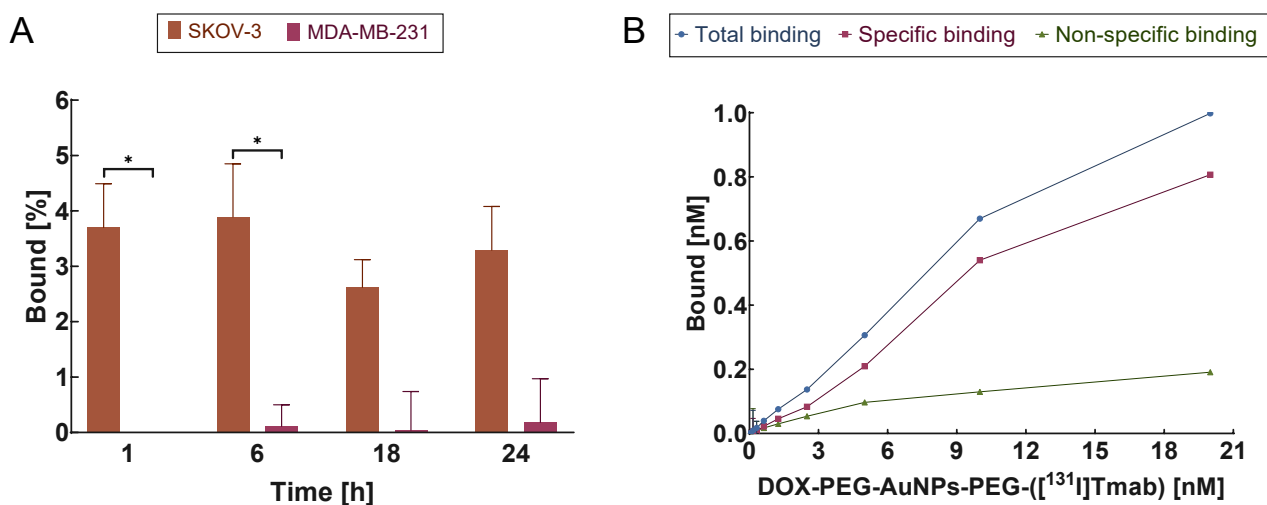 A
SKOV-3 MDA-MB-231
Bound [%]
6
5
4
3
2
1
0
* *
1 6 18 24
Time [h]
B
Total binding Specific binding Non-specific binding
Bound [nM]
1.0
0.8
0.6
0.4
0.2
0.0
0 3 6 9 12 15 18 21
DOX-PEG-AuNPs-PEG-([¹³¹I]Tmab) [nM]